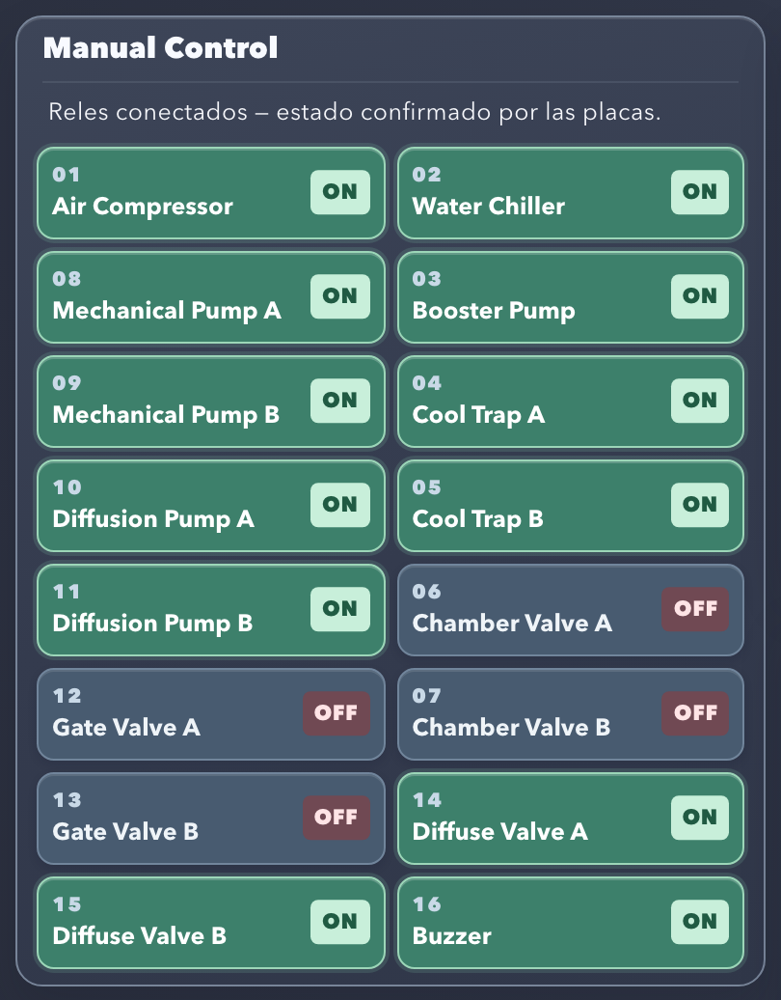 Manual Control
Reles conectados – estado confirmado por las placas.
01
Air Compressor
ON
02
Water Chiller
ON
08
Mechanical Pump A
ON
03
Booster Pump
ON
09
Mechanical Pump B
ON
04
Cool Trap A
ON
10
Diffusion Pump A
ON
05
Cool Trap B
ON
11
Diffusion Pump B
ON
06
Chamber Valve A
OFF
12
Gate Valve A
OFF
07
Chamber Valve B
OFF
13
Gate Valve B
OFF
14
Diffuse Valve A
ON
15
Diffuse Valve B
ON
16
Buzzer
ON